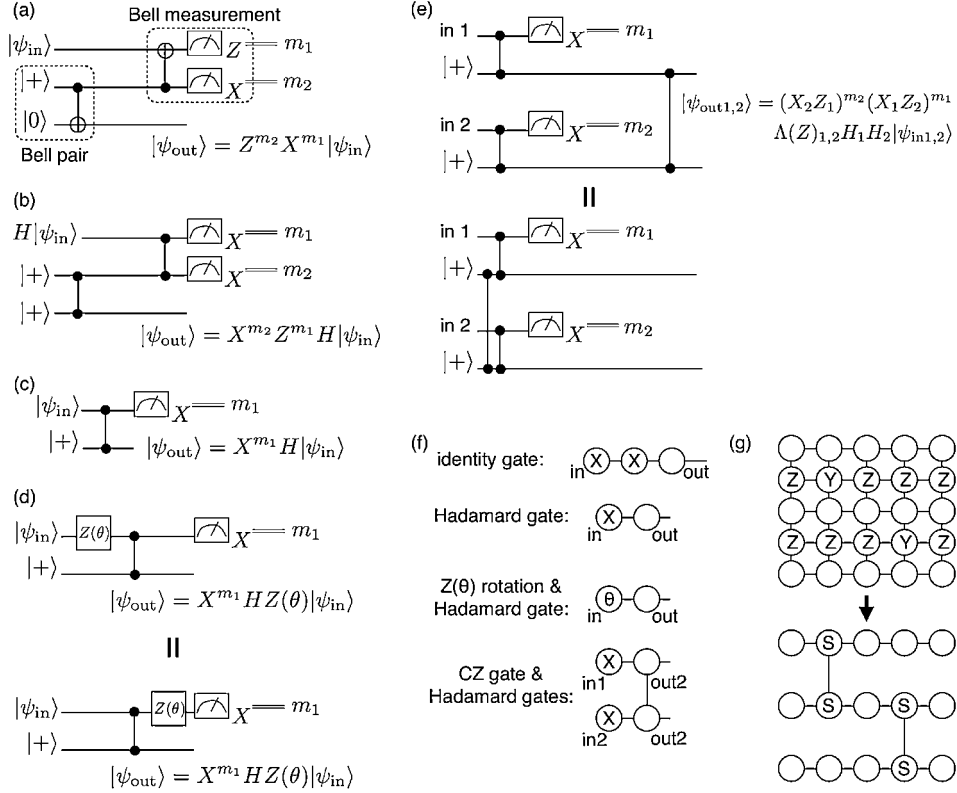 (a)
Bell measurement
|ψin⟩
Z
m1
|+⟩
X
m2
|0⟩
Bell pair
|ψout⟩ = Z^m2 X^m1|ψin⟩
(b)
H|ψin⟩
X
m1
|+⟩
X
m2
|+⟩
|ψout⟩ = X^m2 Z^m1 H|ψin⟩
(c)
|ψin⟩
X
m1
|+⟩
|ψout⟩ = X^m1 H|ψin⟩
(d)
|ψin⟩
Z(θ)
X
m1
|+⟩
|ψout⟩ = X^m1 HZ(θ)|ψin⟩
=
|ψin⟩
Z(θ)
X
m1
|+⟩
|ψout⟩ = X^m1 HZ(θ)|ψin⟩
(e)
in 1
X
m1
|+⟩
|ψout1,2⟩ = (X2Z1)^m2 (X1Z2)^m1
Λ(Z)1,2H1H2|ψin1,2⟩
in 2
X
m2
|+⟩
=
in 1
X
m1
|+⟩
in 2
X
m2
|+⟩
(f)
identity gate:
X X
in out
Hadamard gate:
X
in out
Z(θ) rotation &
Hadamard gate:
θ
in out
CZ gate &
Hadamard gates:
X
in1 out2
X
in2 out2
(g)
Z Y Z Z Z
Z Z Z Y Z
S
S S
S